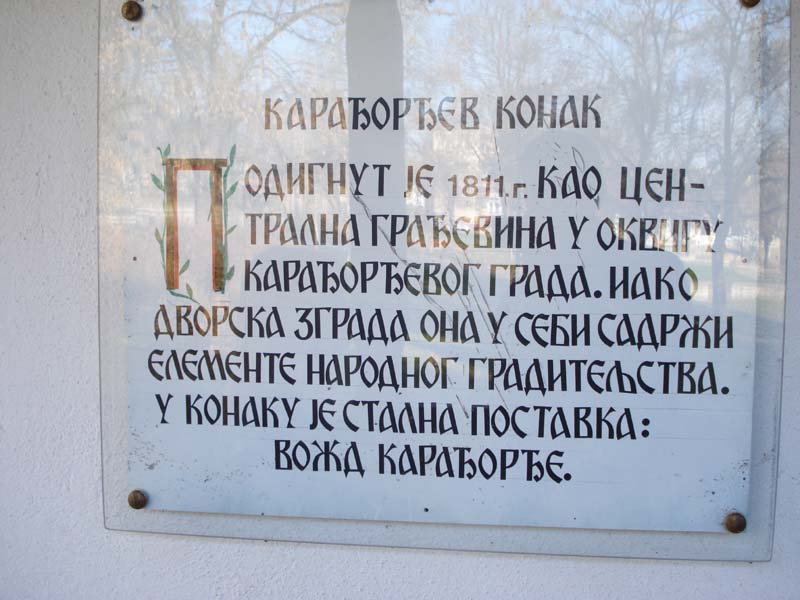 КАРАЂОРЂЕВ КОНАК
ПОДИГНУТ ЈЕ 1811.г. КАО ЦЕН-
ТРАЛНА ГРАЂЕВИНА У ОКВИРУ
КАРАЂОРЂЕВОГ ГРАДА. ИАКО
ДВОРСКА ЗГРАДА ОНА У СЕБИ САДРЖИ
ЕЛЕМЕНТЕ НАРОДНОГ ГРАДИТЕЉСТВА.
У КОНАКУ ЈЕ СТАЛНА ПОСТАВКА:
ВОЖД КАРАЂОРЂЕ.